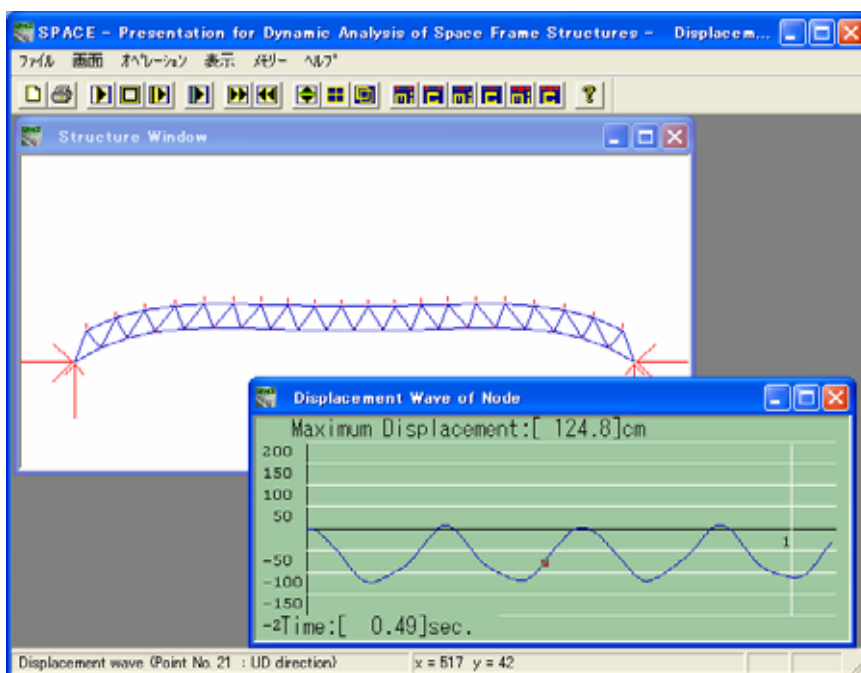 SPACE - Presentation for Dynamic Analysis of Space Frame Structures - Displacem...
ファイル 画面 オペレーション 表示 メモリー ヘルプ
Structure Window
Displacement Wave of Node
Maximum Displacement:[ 124.8]cm
200
150
100
50
1
-50
-100
-150
-2Time:[ 0.49]sec.
Displacement wave (Point No. 21 : UD direction) x = 517 y = 42